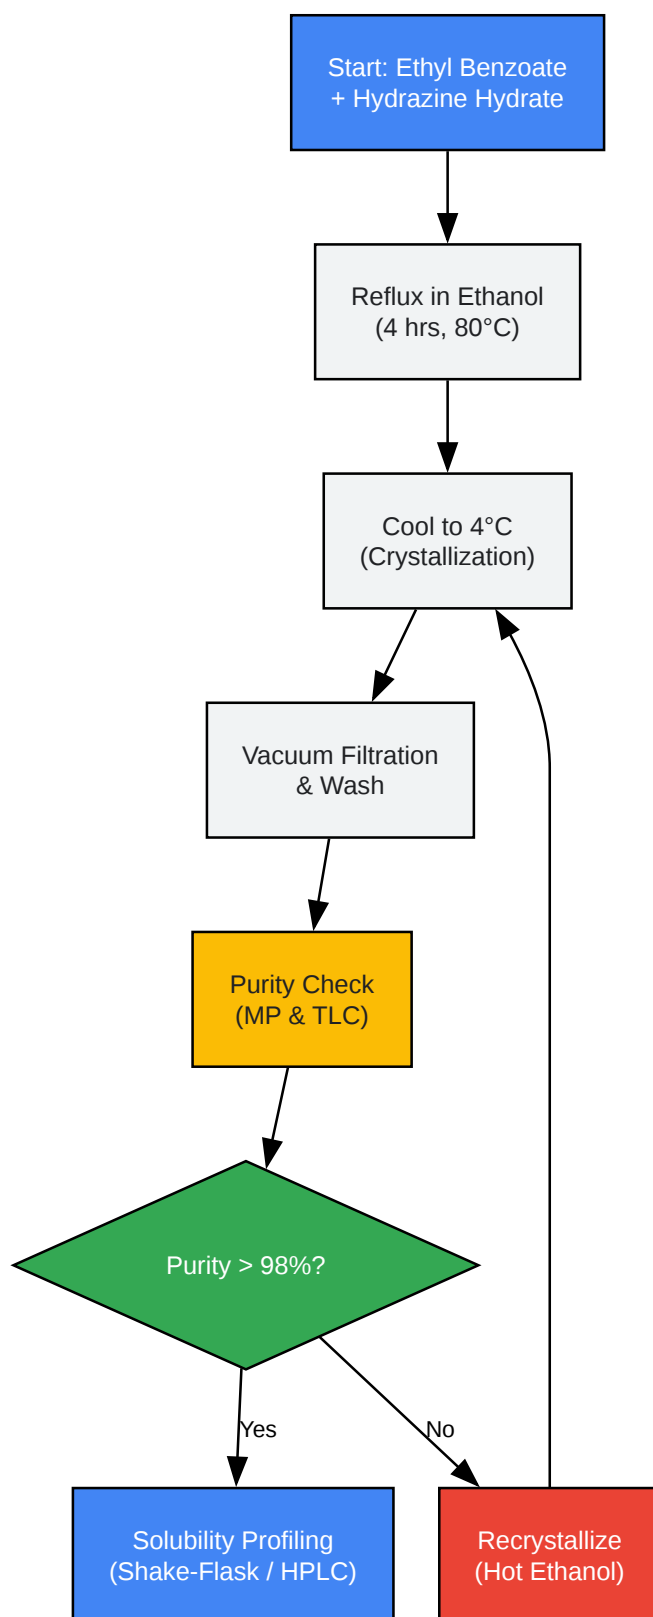 Start: Ethyl Benzoate
+ Hydrazine Hydrate
Reflux in Ethanol
(4 hrs, 80°C)
Cool to 4°C
(Crystallization)
Vacuum Filtration
& Wash
Purity Check
(MP & TLC)
Purity > 98%?
Yes
No
Solubility Profiling
(Shake-Flask / HPLC)
Recrystallize
(Hot Ethanol)